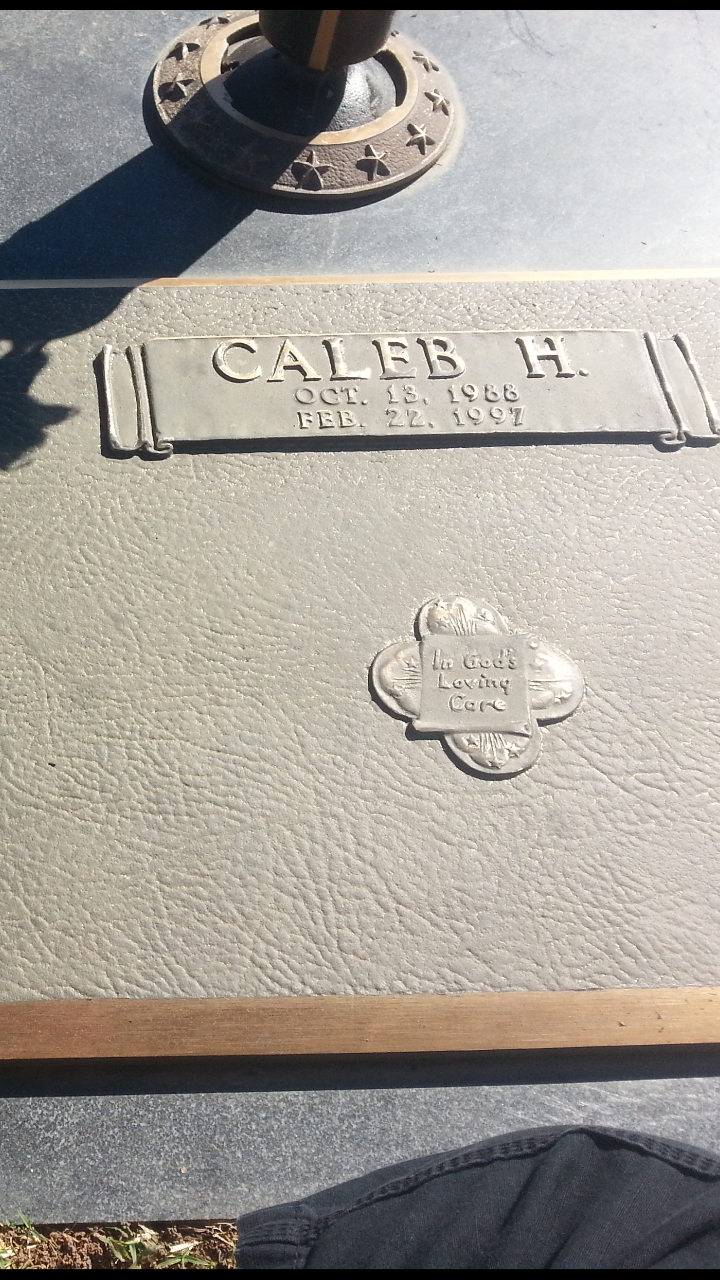 CALEB H.
OCT. 13, 1988
FEB. 22, 1997
In God's
Loving
Care